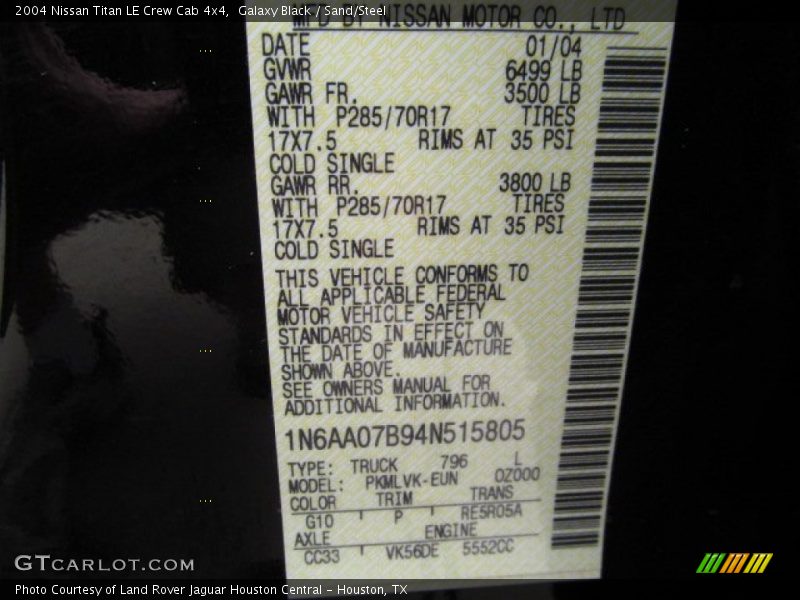 2004 Nissan Titan LE Crew Cab 4x4,  Galaxy Black / Sand/Steel
MFD BY NISSAN MOTOR CO., LTD
DATE 01/04
GVWR 6499 LB
GAWR FR. 3500 LB
WITH P285/70R17 TIRES
17X7.5 RIMS AT 35 PSI
COLD SINGLE
GAWR RR. 3800 LB
WITH P285/70R17 TIRES
17X7.5 RIMS AT 35 PSI
COLD SINGLE
THIS VEHICLE CONFORMS TO
ALL APPLICABLE FEDERAL
MOTOR VEHICLE SAFETY
STANDARDS IN EFFECT ON
THE DATE OF MANUFACTURE
SHOWN ABOVE.
SEE OWNERS MANUAL FOR
ADDITIONAL INFORMATION.
1N6AA07B94N515805
TYPE: TRUCK 796 L
MODEL: PKMLVK-EUN 0Z000
COLOR TRIM TRANS
G10 P RE5R05A
AXLE ENGINE
CC33 VK56DE 5552CC
GTCARLOT.COM
Photo Courtesy of Land Rover Jaguar Houston Central - Houston, TX